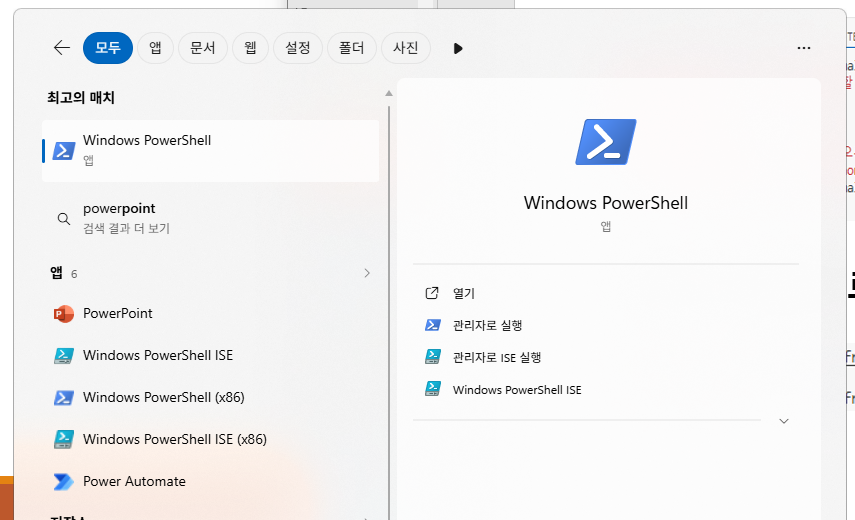 모두 앱 문서 웹 설정 폴더 사진
최고의 매치
Windows PowerShell
앱
powerpoint
검색 결과 더 보기
앱 6
PowerPoint
Windows PowerShell ISE
Windows PowerShell (x86)
Windows PowerShell ISE (x86)
Power Automate
Windows PowerShell
앱
열기
관리자로 실행
관리자로 ISE 실행
Windows PowerShell ISE